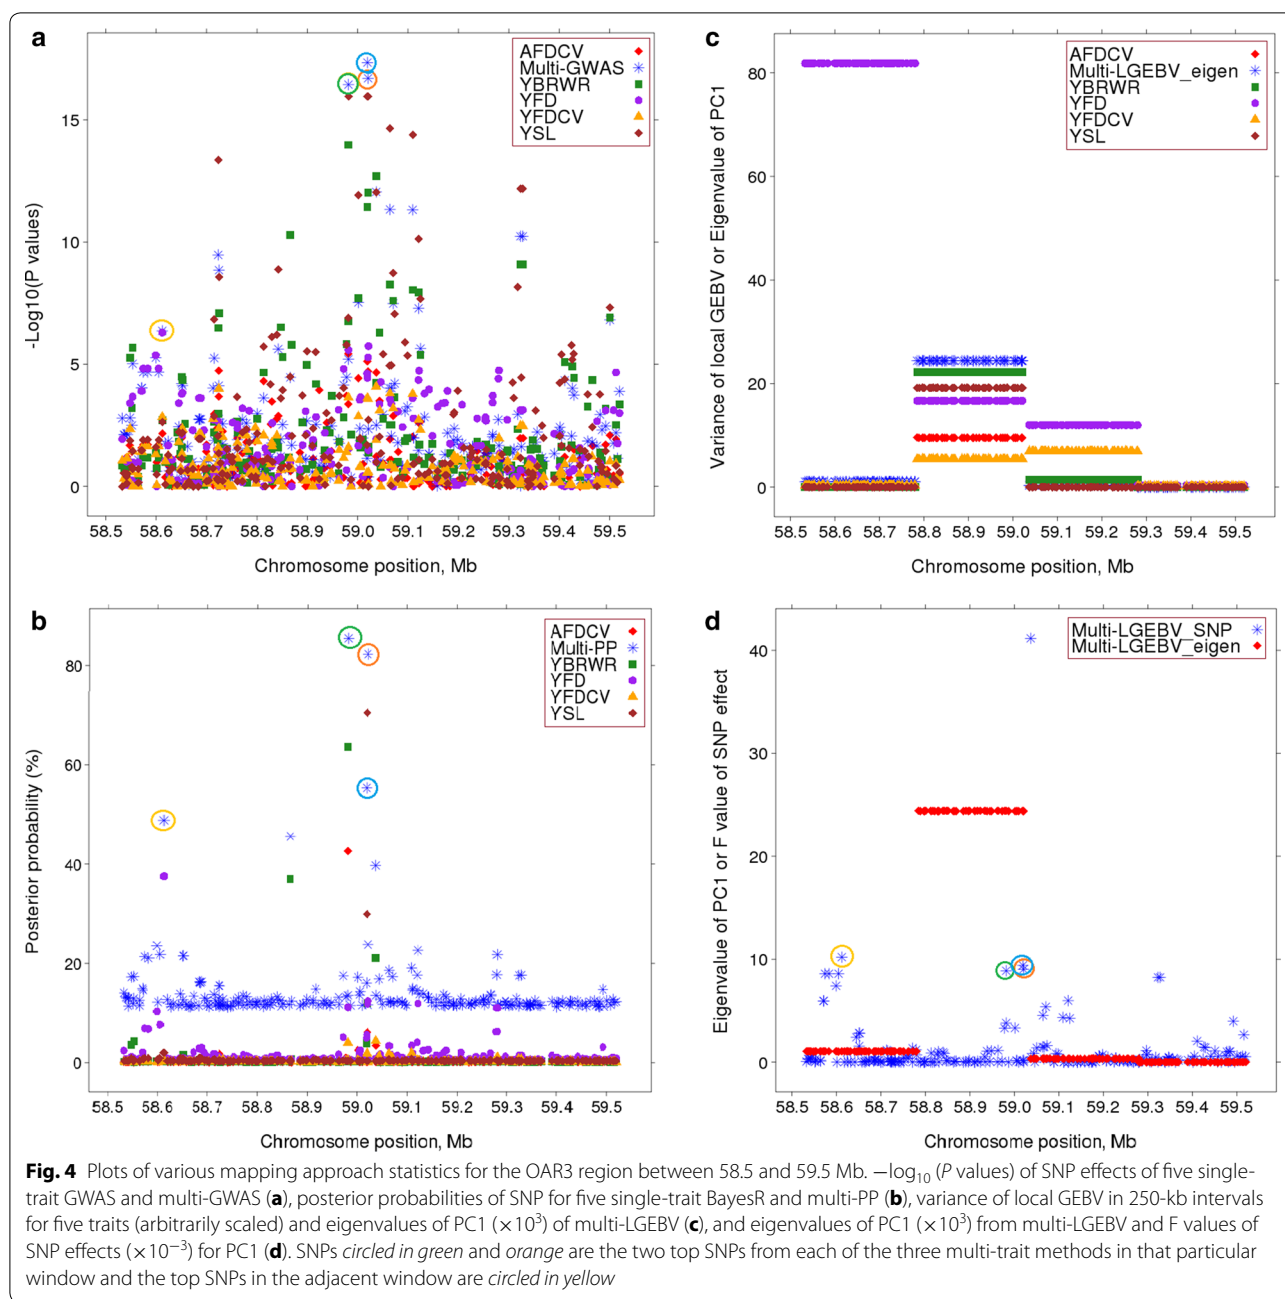 a
AFDCV
Multi-GWAS
YBRWR
YFD
YFDCV
YSL
15
10
5
0
-Log10(P values)
58.5 58.6 58.7 58.8 58.9 59.0 59.1 59.2 59.3 59.4 59.5
Chromosome position, Mb
c
AFDCV
Multi-LGEBV_eigen
YBRWR
YFD
YFDCV
YSL
80
60
40
20
0
Variance of local GEBV or Eigenvalue of PC1
58.5 58.6 58.7 58.8 58.9 59.0 59.1 59.2 59.3 59.4 59.5
Chromosome position, Mb
b
AFDCV
Multi-PP
YBRWR
YFD
YFDCV
YSL
80
60
40
20
0
Posterior probability (%)
58.5 58.6 58.7 58.8 58.9 59.0 59.1 59.2 59.3 59.4 59.5
Chromosome position, Mb
d
Multi-LGEBV_SNP
Multi-LGEBV_eigen
40
30
20
10
0
Eigenvalue of PC1 or F value of SNP effect
58.5 58.6 58.7 58.8 58.9 59.0 59.1 59.2 59.3 59.4 59.5
Chromosome position, Mb
Fig. 4 Plots of various mapping approach statistics for the OAR3 region between 58.5 and 59.5 Mb. −log10 (P values) of SNP effects of five single-
trait GWAS and multi-GWAS (a), posterior probabilities of SNP for five single-trait BayesR and multi-PP (b), variance of local GEBV in 250-kb intervals
for five traits (arbitrarily scaled) and eigenvalues of PC1 (×10³) of multi-LGEBV (c), and eigenvalues of PC1 (×10³) from multi-LGEBV and F values of
SNP effects (×10⁻³) for PC1 (d). SNPs circled in green and orange are the two top SNPs from each of the three multi-trait methods in that particular
window and the top SNPs in the adjacent window are circled in yellow